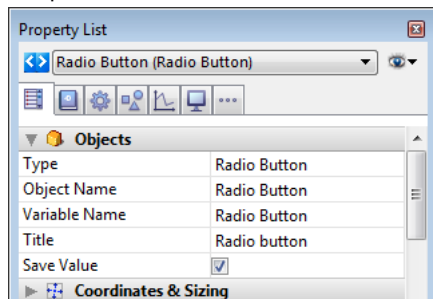 Property List
Radio Button (Radio Button)
Objects
Type Radio Button
Object Name Radio Button
Variable Name Radio Button
Title Radio button
Save Value
Coordinates & Sizing